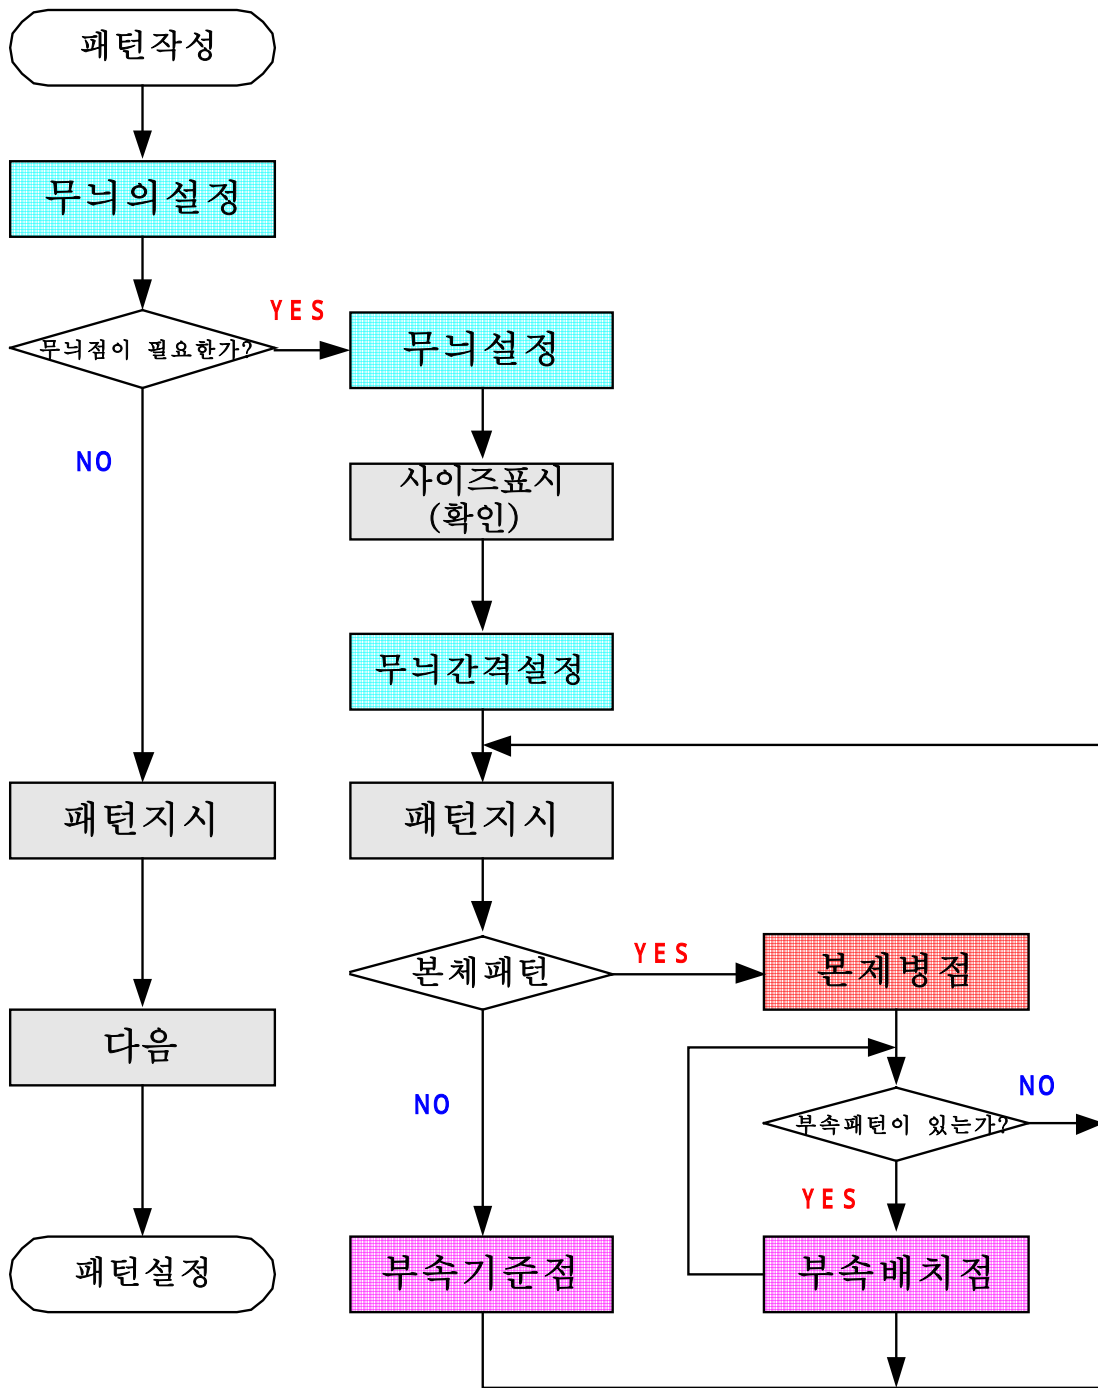 패턴작성
무늬의설정
무늬점이 필요한가?
YES
무늬설정
NO
사이즈표시
(확인)
무늬간격설정
패턴지시
패턴지시
본체패턴
YES
본제병점
다음
NO
부속패턴이 있는가?
NO
YES
패턴설정
부속기준점
부속배치점